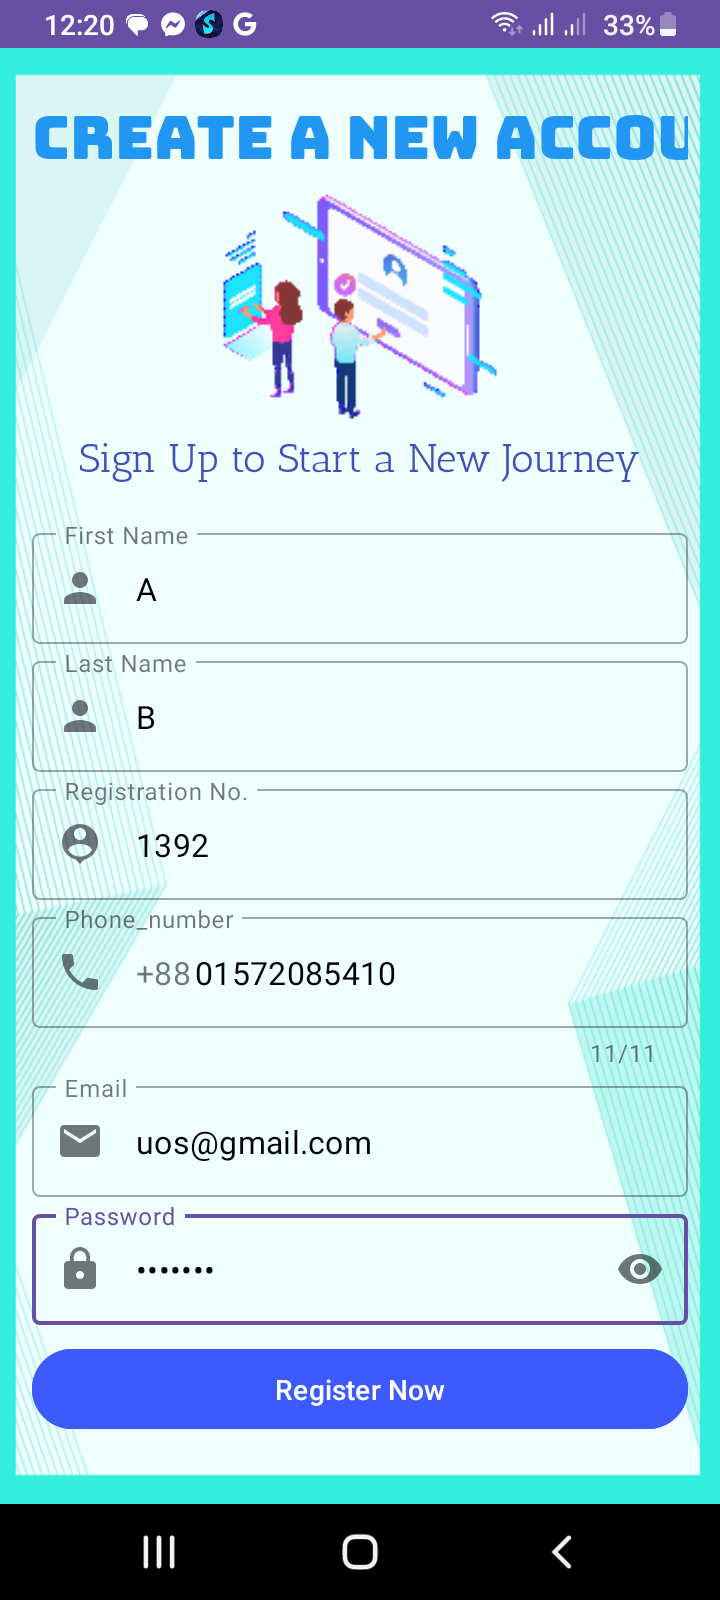 12:20
33%
CREATE A NEW ACCOU
Sign Up to Start a New Journey
First Name
A
Last Name
B
Registration No.
1392
Phone_number
+88 01572085410
11/11
Email
uos@gmail.com
Password
•••••••
Register Now